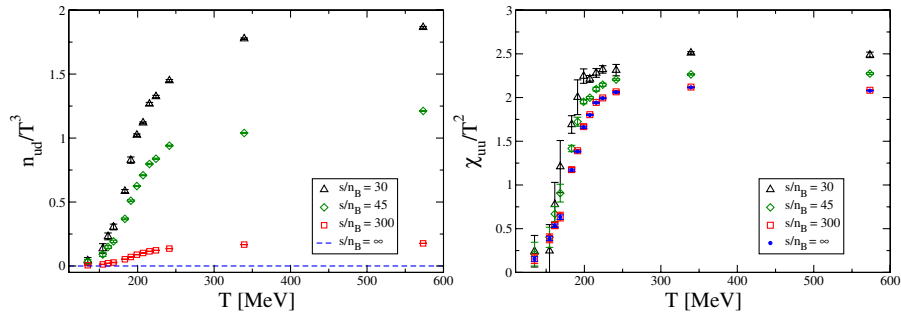 n_ud/T^3
2
1.5
1
0.5
0
s/n_B = 30
s/n_B = 45
s/n_B = 300
s/n_B = ∞
100 200 300 400 500 600
T [MeV]
χ_uu/T^2
3
2.5
2
1.5
1
0.5
0
s/n_B = 30
s/n_B = 45
s/n_B = 300
s/n_B = ∞
100 200 300 400 500 600
T [MeV]